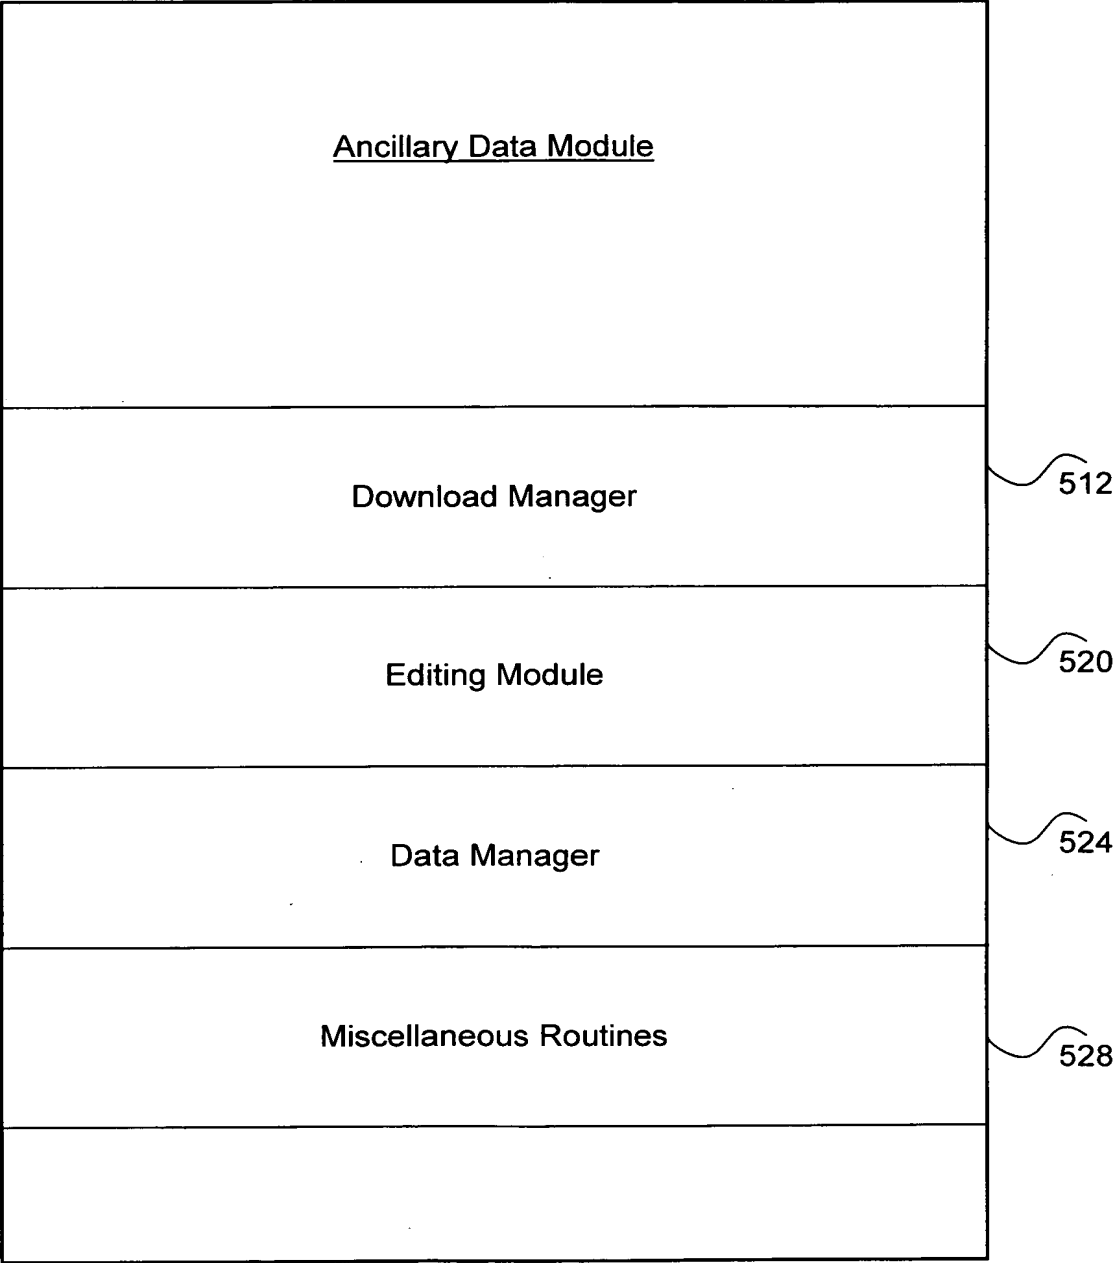 Ancillary Data Module
Download Manager
512
Editing Module
520
Data Manager
524
Miscellaneous Routines
528